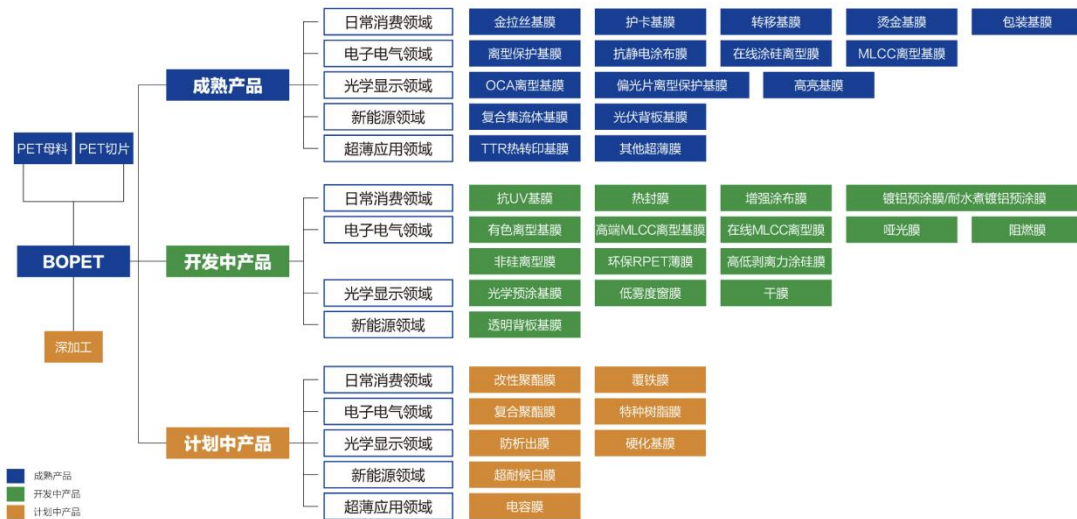 日常消费领域 金拉丝基膜 护卡基膜 转移基膜 烫金基膜 包装基膜
电子电气领域 离型保护基膜 抗静电涂布膜 在线涂硅离型膜 MLCC离型基膜
成熟产品
光学显示领域 OCA离型基膜 偏光片离型保护基膜 高亮基膜
新能源领域 复合集流体基膜 光伏背板基膜
超薄应用领域 TTR热转印基膜 其他超薄膜
PET母料 PET切片
BOPET
深加工
日常消费领域 抗UV基膜 热封膜 增强涂布膜 镀铝预涂膜/耐水煮镀铝预涂膜
电子电气领域 有色离型基膜 高端MLCC离型基膜 在线MLCC离型膜 哑光膜 阻燃膜
开发中产品
非硅离型膜 环保RPET薄膜 高低剥离力涂硅膜
光学显示领域 光学预涂基膜 低雾度窗膜 干膜
新能源领域 透明背板基膜
日常消费领域 改性聚酯膜 覆铁膜
电子电气领域 复合聚酯膜 特种树脂膜
计划中产品
光学显示领域 防析出膜 硬化基膜
新能源领域 超耐候白膜
超薄应用领域 电容膜
成熟产品
开发中产品
计划中产品